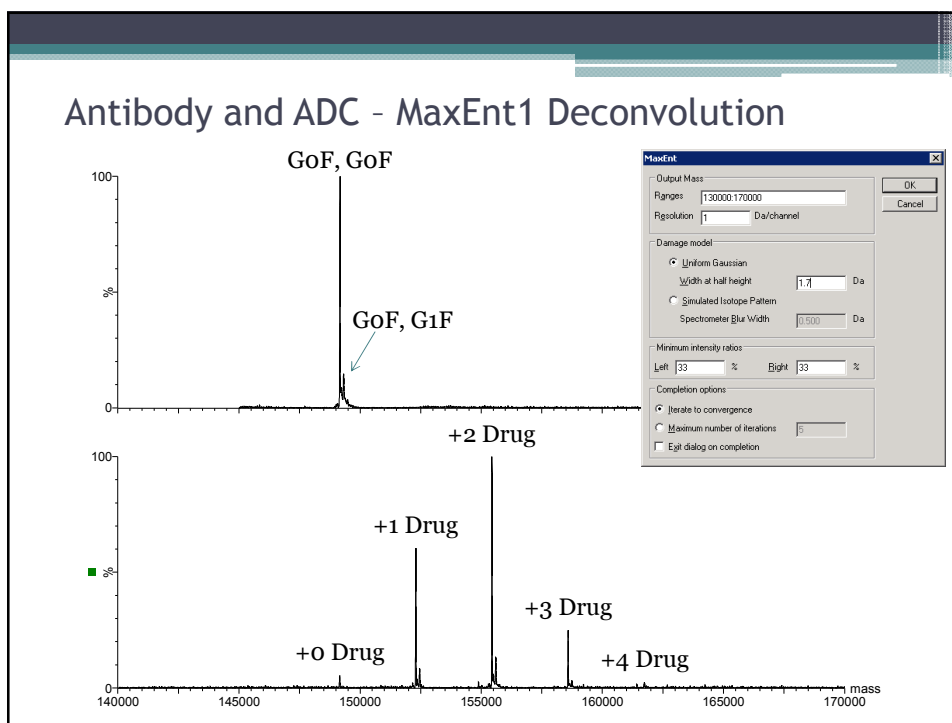 Antibody and ADC – MaxEnt1 Deconvolution
G0F, G0F
100
%
G0F, G1F
0
MaxEnt
Output Mass
Ranges 130000:170000
Resolution 1 Da/channel
OK
Cancel
Damage model
Uniform Gaussian
Width at half height 1.7 Da
Simulated Isotope Pattern
Spectrometer Blur Width 0.500 Da
Minimum intensity ratios
Left 33 % Right 33 %
Completion options
Iterate to convergence
Maximum number of iterations 5
Exit dialog on completion
+2 Drug
100
+1 Drug
%
+3 Drug
+0 Drug
+4 Drug
0
mass
140000 145000 150000 155000 160000 165000 170000